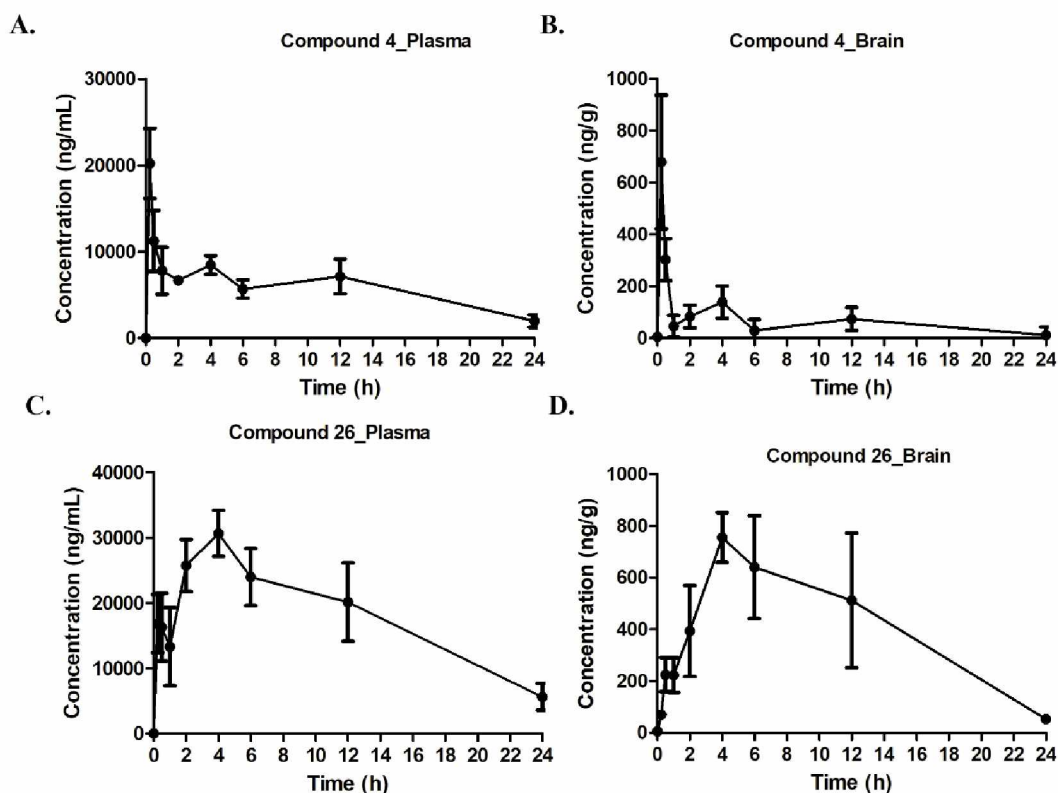 A.
Compound 4_Plasma
Concentration (ng/mL)
30000
20000
10000
0
0 2 4 6 8 10 12 14 16 18 20 22 24
Time (h)
B.
Compound 4_Brain
Concentration (ng/g)
1000
800
600
400
200
0
0 2 4 6 8 10 12 14 16 18 20 22 24
Time (h)
C.
Compound 26_Plasma
Concentration (ng/mL)
40000
30000
20000
10000
0
0 2 4 6 8 10 12 14 16 18 20 22 24
Time (h)
D.
Compound 26_Brain
Concentration (ng/g)
1000
800
600
400
200
0
0 2 4 6 8 10 12 14 16 18 20 22 24
Time (h)